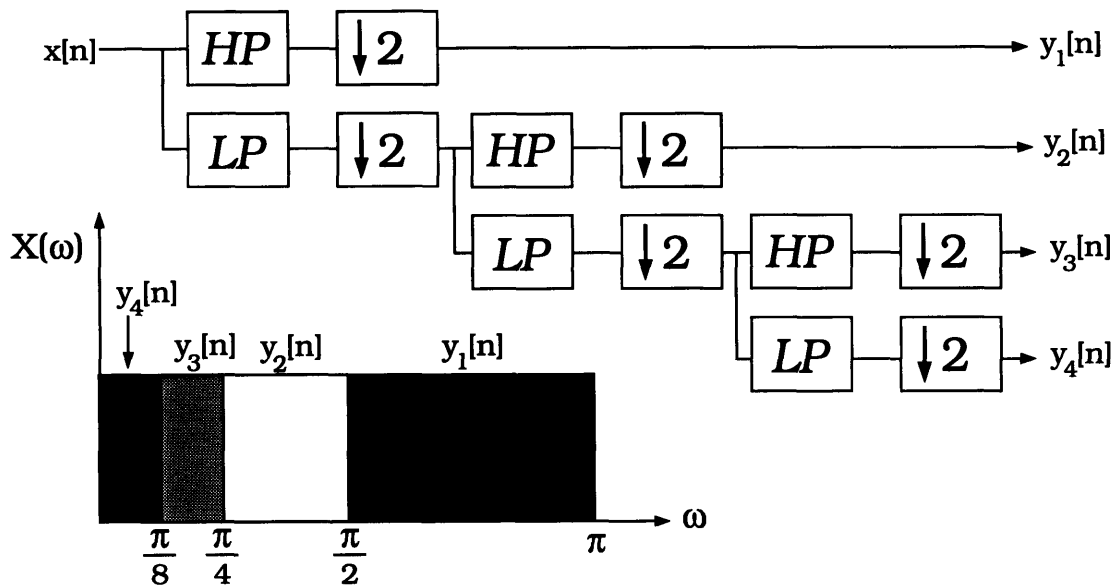 x[n] HP ↓2 y₁[n]
LP ↓2 HP ↓2 y₂[n]
X(ω) LP ↓2 HP ↓2 y₃[n]
y₄[n]
y₃[n] y₂[n] y₁[n] LP ↓2 y₄[n]
ω
π/8 π/4 π/2 π